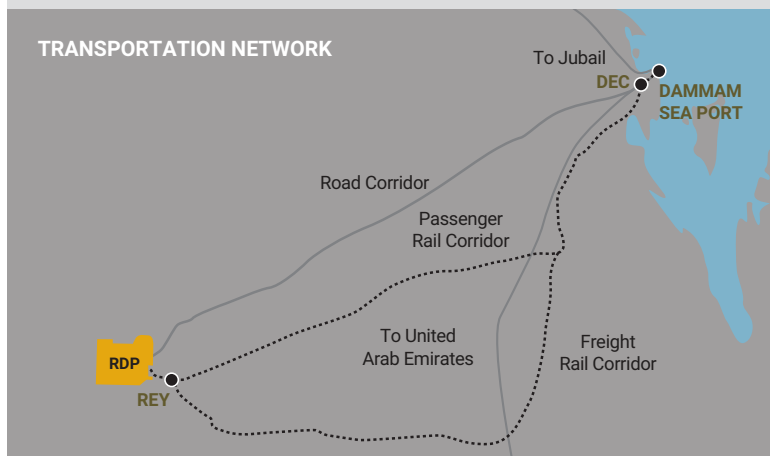 TRANSPORTATION NETWORK
To Jubail
DEC
DAMMAM
SEA PORT
Road Corridor
Passenger
Rail Corridor
To United
Arab Emirates
Freight
Rail Corridor
RDP
REY